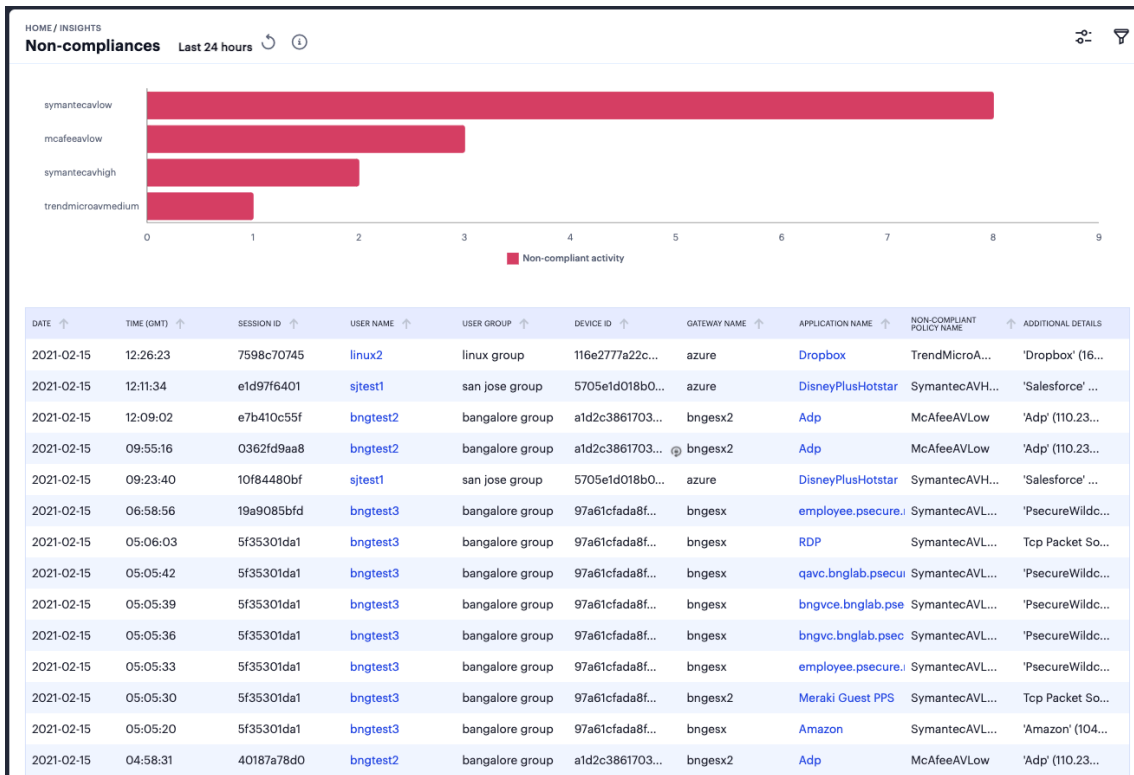 HOME / INSIGHTS
Non-compliances Last 24 hours
symantecavlow
mcafeeavlow
symantecavhigh
trendmicroavmedium
0 1 2 3 4 5 6 7 8 9
Non-compliant activity
DATE TIME (GMT) SESSION ID USER NAME USER GROUP DEVICE ID GATEWAY NAME APPLICATION NAME NON-COMPLIANT POLICY NAME ADDITIONAL DETAILS
2021-02-15 12:26:23 7598c70745 linux2 linux group 116e2777a22c... azure Dropbox TrendMicroA... 'Dropbox' (16...
2021-02-15 12:11:34 e1d97f6401 sjtest1 san jose group 5705e1d018b0... azure DisneyPlusHotstar SymantecAVH... 'Salesforce' ...
2021-02-15 12:09:02 e7b410c55f bngtest2 bangalore group a1d2c3861703... bngesx2 Adp McAfeeAVLow 'Adp' (110.23...
2021-02-15 09:55:16 0362fd9aa8 bngtest2 bangalore group a1d2c3861703... bngesx2 Adp McAfeeAVLow 'Adp' (110.23...
2021-02-15 09:23:40 10f84480bf sjtest1 san jose group 5705e1d018b0... azure DisneyPlusHotstar SymantecAVH... 'Salesforce' ...
2021-02-15 06:58:56 19a9085bfd bngtest3 bangalore group 97a61cfada8f... bngesx employee.psecure. SymantecAVL... 'PsecureWildc...
2021-02-15 05:06:03 5f35301da1 bngtest3 bangalore group 97a61cfada8f... bngesx RDP SymantecAVL... Tcp Packet So...
2021-02-15 05:05:42 5f35301da1 bngtest3 bangalore group 97a61cfada8f... bngesx qavc.bnglab.psecu SymantecAVL... 'PsecureWildc...
2021-02-15 05:05:39 5f35301da1 bngtest3 bangalore group 97a61cfada8f... bngesx bngvce.bnglab.pse SymantecAVL... 'PsecureWildc...
2021-02-15 05:05:36 5f35301da1 bngtest3 bangalore group 97a61cfada8f... bngesx bngvc.bnglab.psec SymantecAVL... 'PsecureWildc...
2021-02-15 05:05:33 5f35301da1 bngtest3 bangalore group 97a61cfada8f... bngesx employee.psecure. SymantecAVL... 'PsecureWildc...
2021-02-15 05:05:30 5f35301da1 bngtest3 bangalore group 97a61cfada8f... bngesx2 Meraki Guest PPS SymantecAVL... Tcp Packet So...
2021-02-15 05:05:20 5f35301da1 bngtest3 bangalore group 97a61cfada8f... bngesx Amazon SymantecAVL... 'Amazon' (104...
2021-02-15 04:58:31 40187a78d0 bngtest2 bangalore group a1d2c3861703... bngesx2 Adp McAfeeAVLow 'Adp' (110.23...